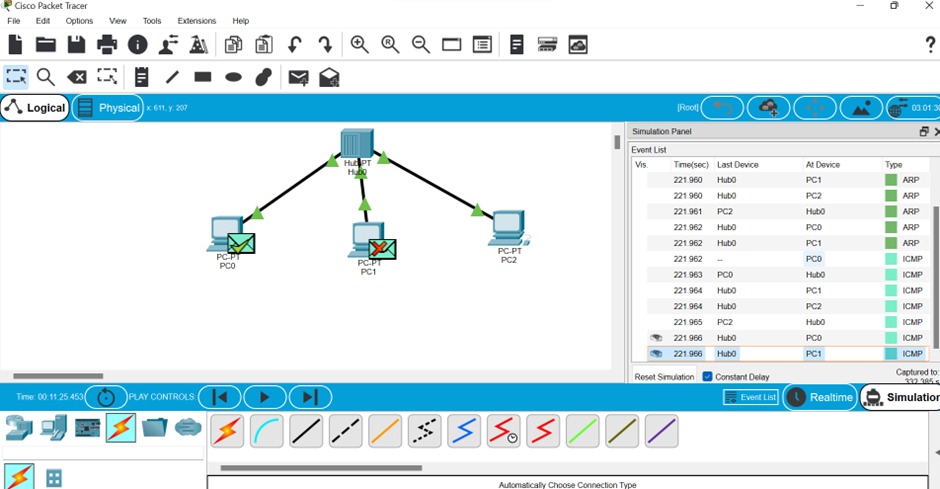 Cisco Packet Tracer
File Edit Options View Tools Extensions Help
Logical Physical x: 611, y: 207 [Root] 03:01:30
Simulation Panel
Event List
Vis. Time(sec) Last Device At Device Type
221.960 Hub0 PC1 ARP
221.960 Hub0 PC2 ARP
221.961 PC2 Hub0 ARP
221.962 Hub0 PC0 ARP
221.962 Hub0 PC1 ARP
221.962 -- PC0 ICMP
221.963 PC0 Hub0 ICMP
221.964 Hub0 PC1 ICMP
221.964 Hub0 PC2 ICMP
221.965 PC2 Hub0 ICMP
221.966 Hub0 PC0 ICMP
221.966 Hub0 PC1 ICMP
Reset Simulation Constant Delay Captured to:
332.385 s
Hub-PT
Hub0
PC-PT
PC0
PC-PT
PC1
PC-PT
PC2
Time: 00:11:25.453 PLAY CONTROLS: Event List Realtime Simulation
Automatically Choose Connection Type